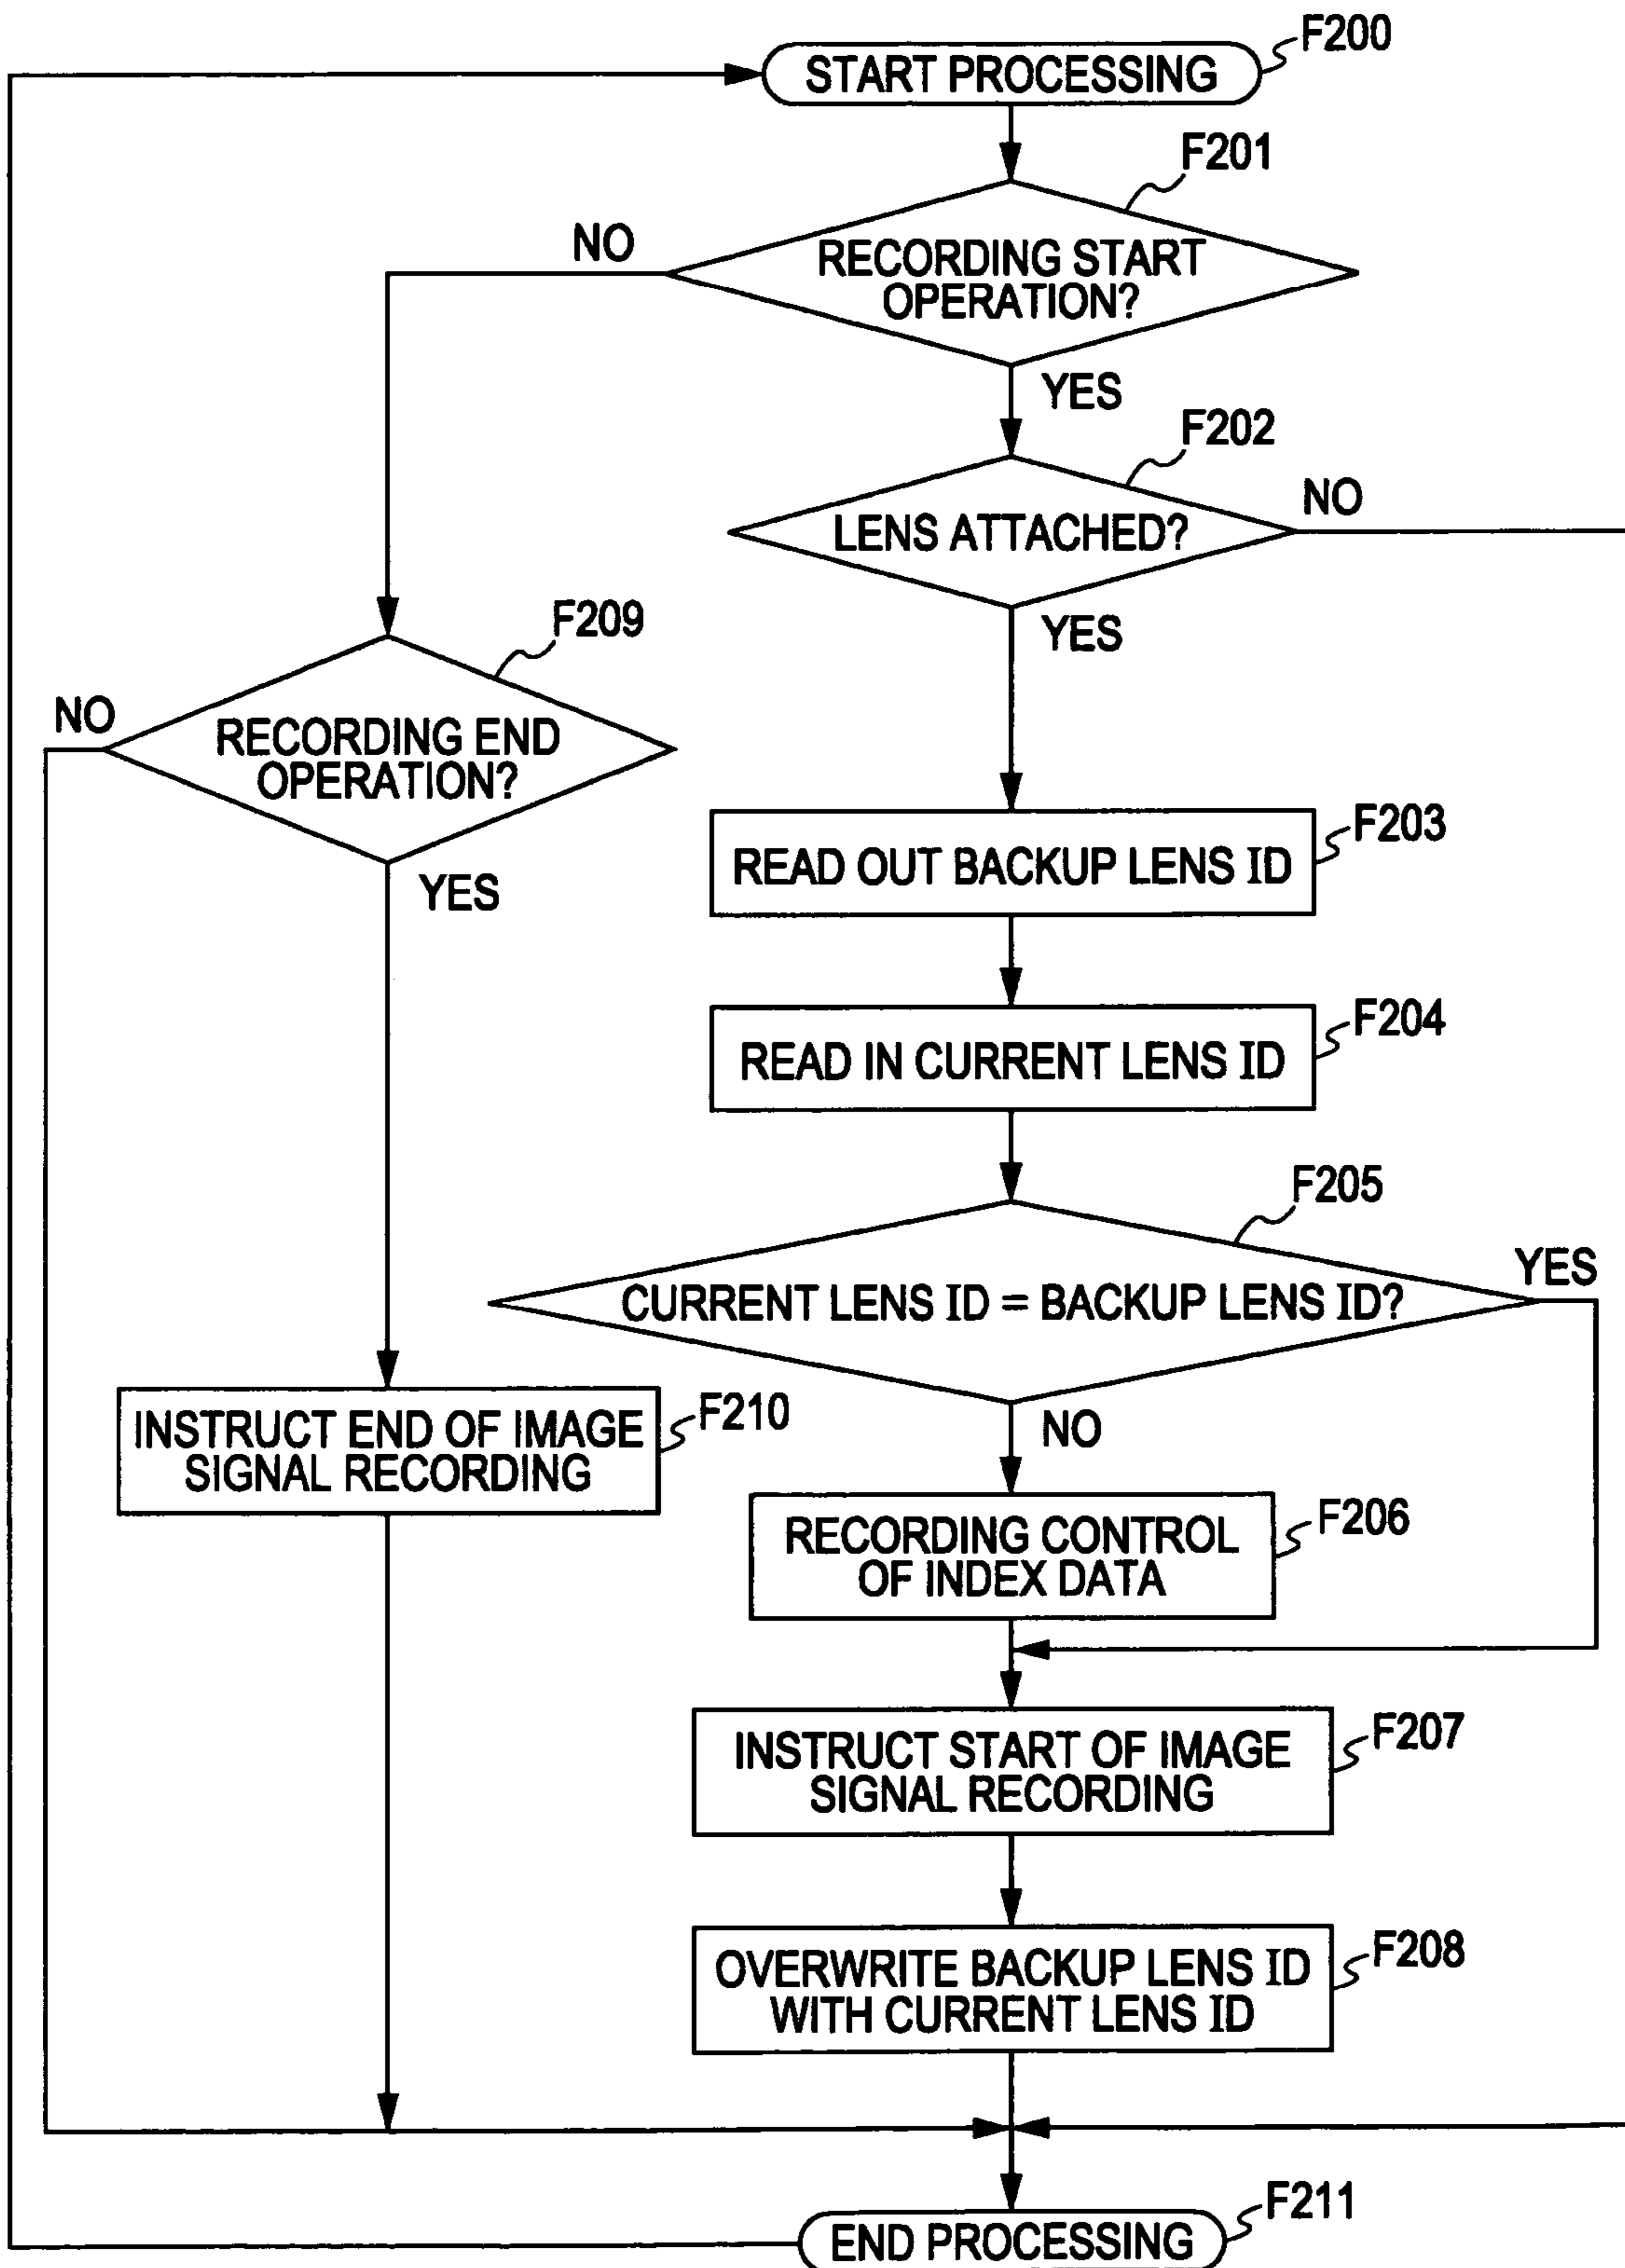 F200
START PROCESSING
F201
NO
RECORDING START
OPERATION?
YES
F202
NO
LENS ATTACHED?
YES
F209
NO
RECORDING END
OPERATION?
YES
F203
READ OUT BACKUP LENS ID
F204
READ IN CURRENT LENS ID
F205
YES
CURRENT LENS ID = BACKUP LENS ID?
NO
F210
INSTRUCT END OF IMAGE
SIGNAL RECORDING
F206
RECORDING CONTROL
OF INDEX DATA
F207
INSTRUCT START OF IMAGE
SIGNAL RECORDING
F208
OVERWRITE BACKUP LENS ID
WITH CURRENT LENS ID
F211
END PROCESSING